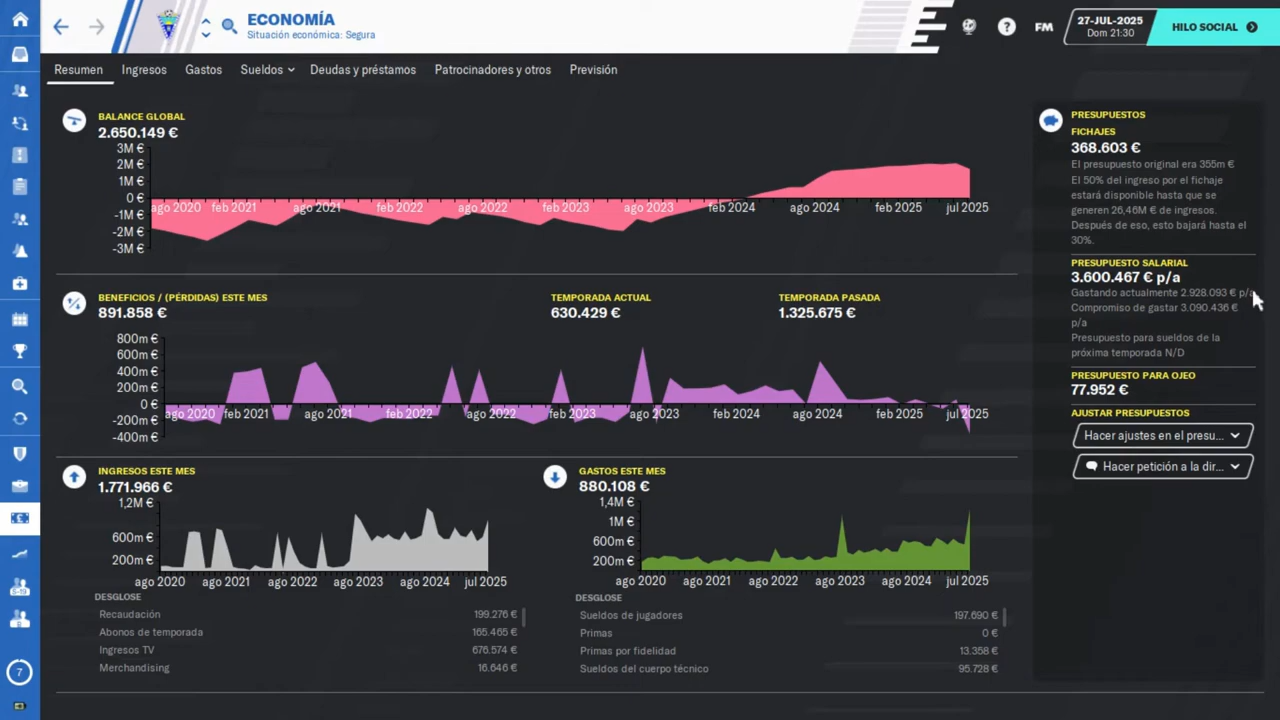 ECONOMÍA
Situación económica: Segura
FM
27-JUL-2025
Dom 21:30
HILO SOCIAL
Resumen
Ingresos
Gastos
Sueldos
Deudas y préstamos
Patrocinadores y otros
Previsión
BALANCE GLOBAL
2.650.149 €
3M €
2M €
1M €
0 €
-1M €
-2M €
-3M €
ago 2020 feb 2021 ago 2021 feb 2022 ago 2022 feb 2023 ago 2023 feb 2024 ago 2024 feb 2025 jul 2025
BENEFICIOS / (PÉRDIDAS) ESTE MES
891.858 €
TEMPORADA ACTUAL
630.429 €
TEMPORADA PASADA
1.325.675 €
800m €
600m €
400m €
200m €
0 €
-200m €
-400m €
ago 2020 feb 2021 ago 2021 feb 2022 ago 2022 feb 2023 ago 2023 feb 2024 ago 2024 feb 2025 jul 2025
INGRESOS ESTE MES
1.771.966 €
1,2M €
600m €
200m €
ago 2020 ago 2021 ago 2022 ago 2023 ago 2024 jul 2025
DESGLOSE
Recaudación 199.276 €
Abonos de temporada 165.465 €
Ingresos TV 676.574 €
Merchandising 16.646 €
GASTOS ESTE MES
880.108 €
1,4M €
1M €
600m €
200m €
ago 2020 ago 2021 ago 2022 ago 2023 ago 2024 jul 2025
DESGLOSE
Sueldos de jugadores 197.690 €
Primas 0 €
Primas por fidelidad 13.358 €
Sueldos del cuerpo técnico 95.728 €
PRESUPUESTOS
FICHAJES
368.603 €
El presupuesto original era 355m €
El 50% del ingreso por el fichaje
estará disponible hasta que se
generen 26,46M € de ingresos.
Después de eso, esto bajará hasta el
30%.
PRESUPUESTO SALARIAL
3.600.467 € p/a
Gastando actualmente 2.928.093 € p/a
Compromiso de gastar 3.090.436 €
p/a
Presupuesto para sueldos de la
próxima temporada N/D
PRESUPUESTO PARA OJEO
77.952 €
AJUSTAR PRESUPUESTOS
Hacer ajustes en el presu...
Hacer petición a la dir...
S-19
B
7